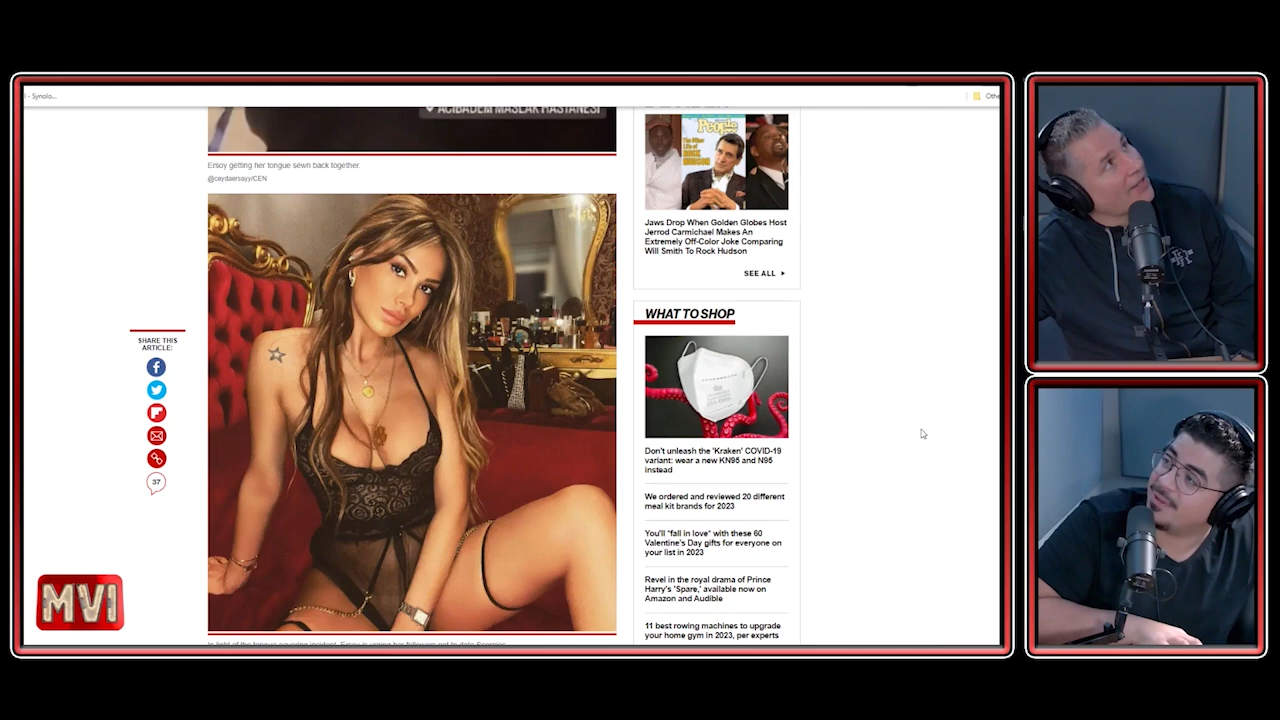 l - Synolo...
Othe
ACIBADEM MASLAK HASTANESİ
Ersoy getting her tongue sewn back together.
@ceydaersoyy/CEN
SHARE THIS
ARTICLE:
37
MVI
People
Jaws Drop When Golden Globes Host
Jerrod Carmichael Makes An
Extremely Off-Color Joke Comparing
Will Smith To Rock Hudson
SEE ALL
WHAT TO SHOP
Don't unleash the 'Kraken' COVID-19
variant: wear a new KN95 and N95
instead
We ordered and reviewed 20 different
meal kit brands for 2023
You'll *fall in love* with these 60
Valentine's Day gifts for everyone on
your list in 2023
Revel in the royal drama of Prince
Harry's 'Spare,' available now on
Amazon and Audible
11 best rowing machines to upgrade
your home gym in 2023, per experts